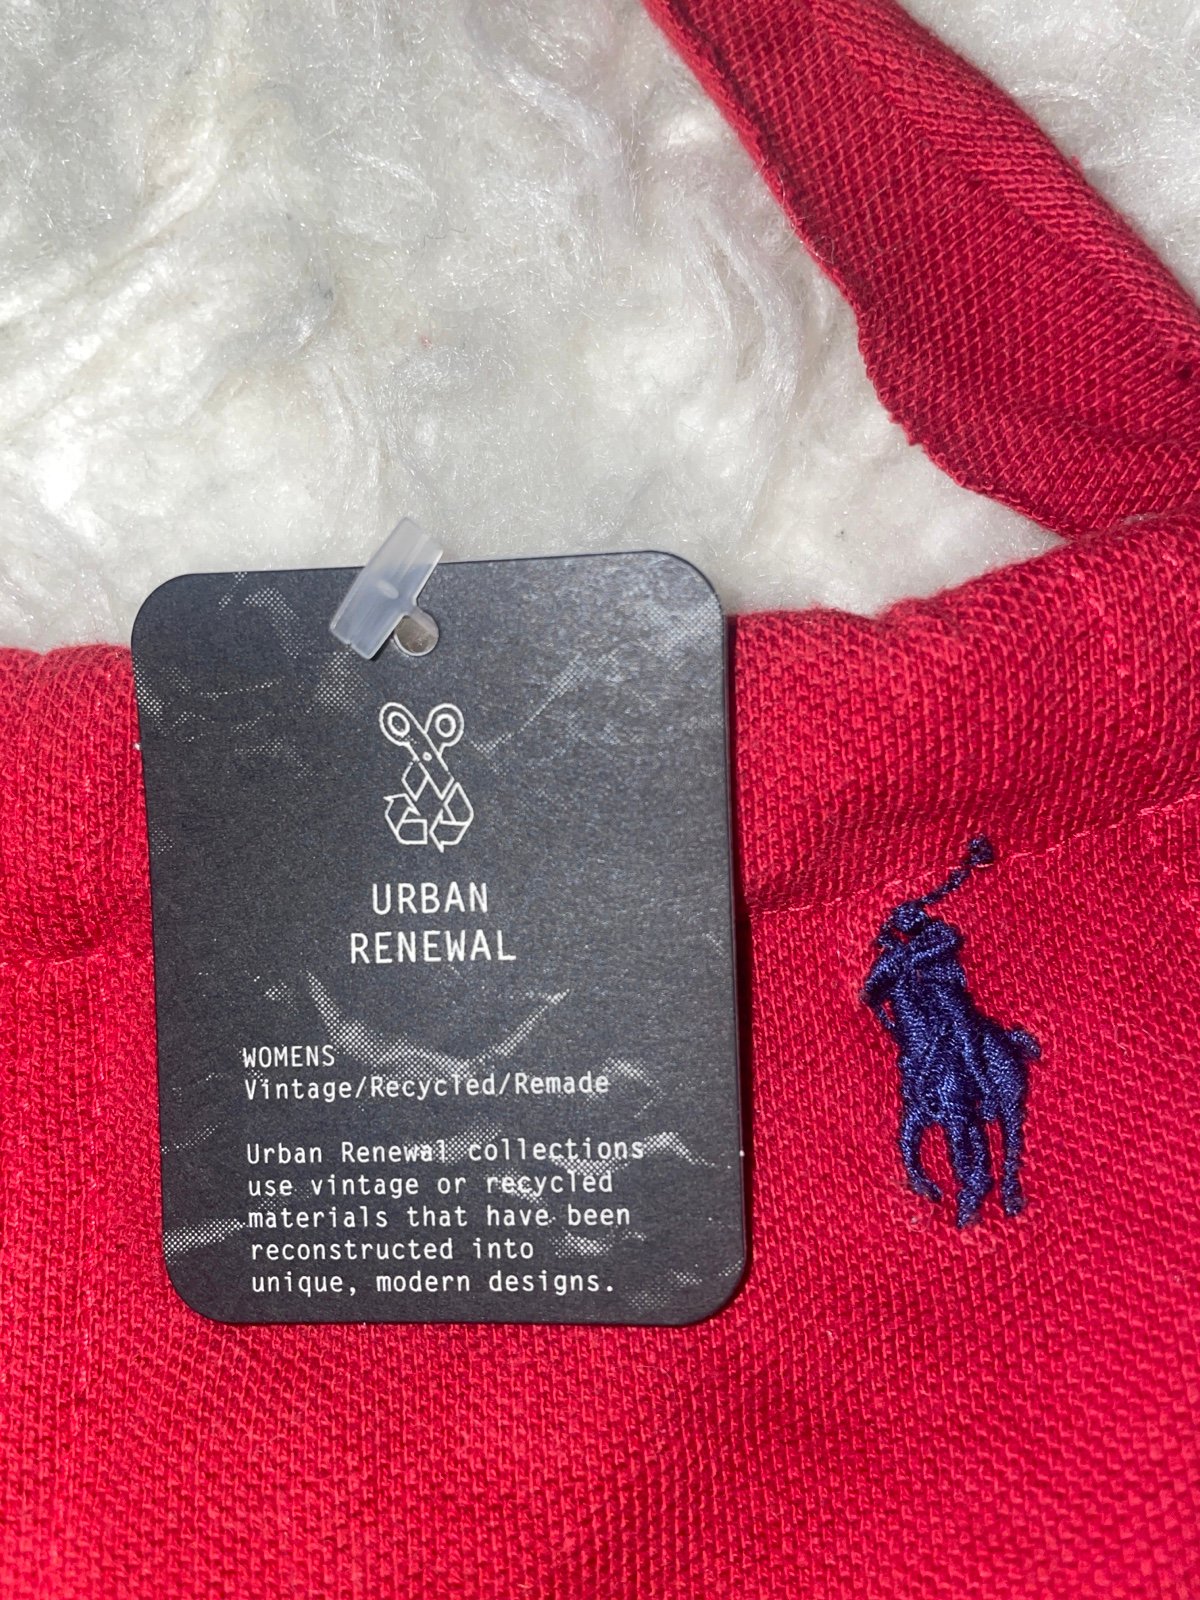 URBAN
RENEWAL
WOMENS
Vintage/Recycled/Remade
Urban Renewal collections
use vintage or recycled
materials that have been
reconstructed into
unique, modern designs.